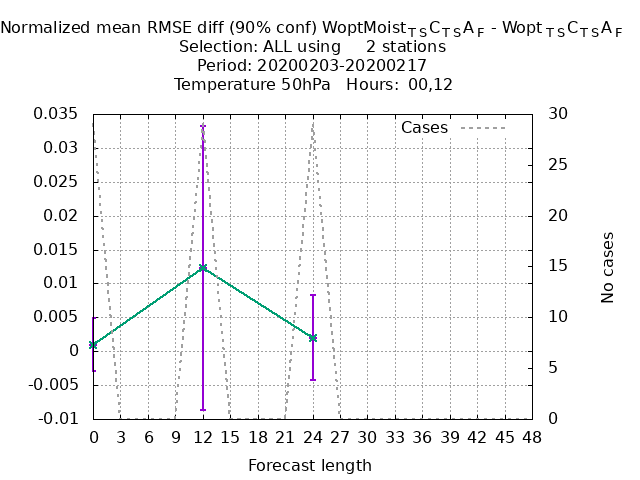 Normalized mean RMSE diff (90% conf) WoptMoist_TSC_TSA_F - Wopt_TSC_TSA_F
Selection: ALL using 2 stations
Period: 20200203-20200217
Temperature 50hPa Hours: 00,12
Cases
0.035
0.03
0.025
0.02
0.015
0.01
0.005
0
-0.005
-0.01
30
25
20
15
10
5
0
No cases
0 3 6 9 12 15 18 21 24 27 30 33 36 39 42 45 48
Forecast length